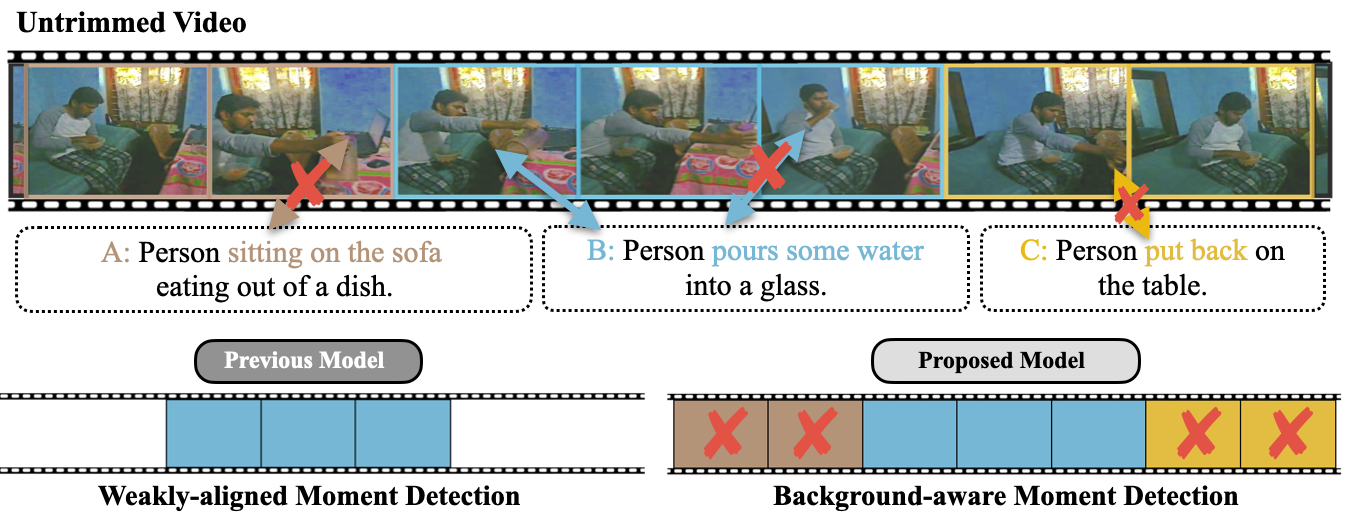 Untrimmed Video
A: Person sitting on the sofa
eating out of a dish.
B: Person pours some water
into a glass.
C: Person put back on
the table.
Previous Model
Proposed Model
Weakly-aligned Moment Detection
Background-aware Moment Detection